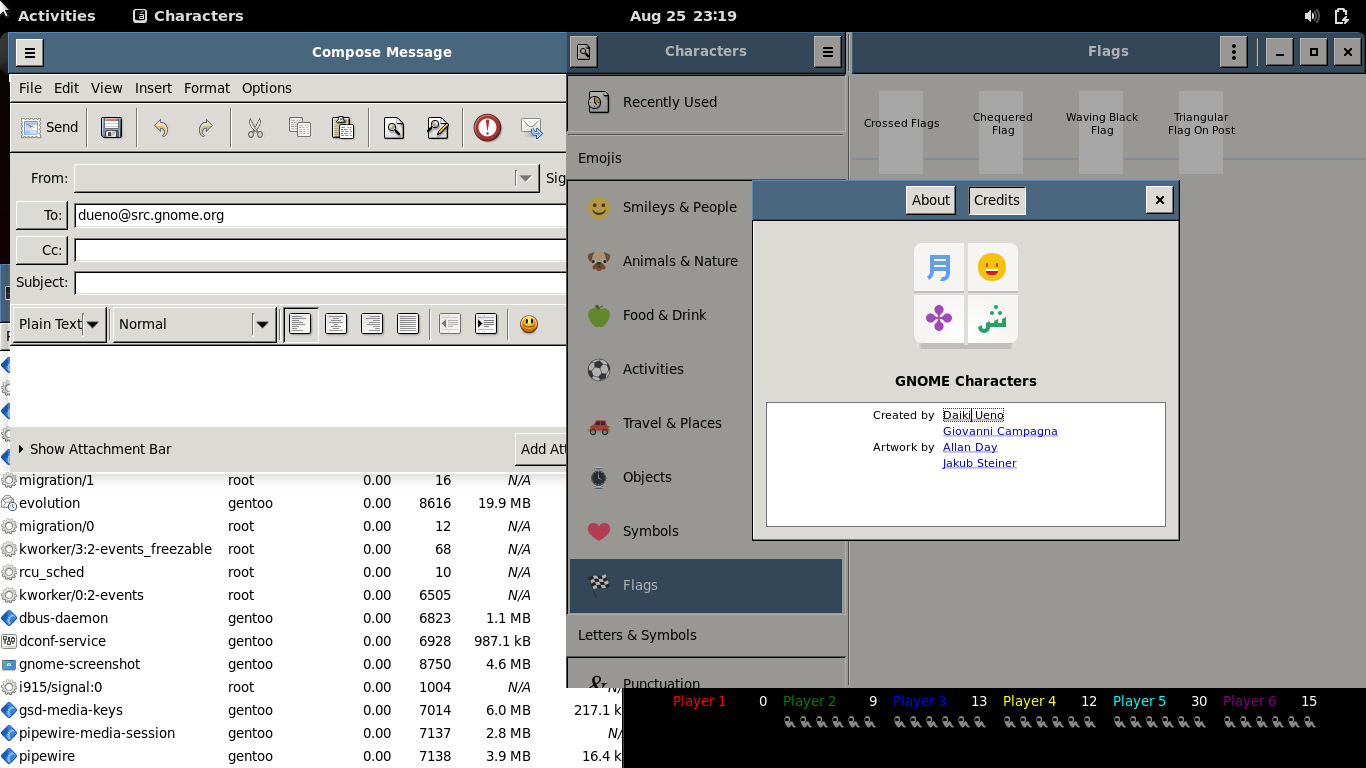 Activities Characters Aug 25 23:19
Compose Message
File Edit View Insert Format Options
Send
From: Sig
To: dueno@src.gnome.org
Cc:
Subject:
Plain Text Normal
Show Attachment Bar Add Att
migration/1 root 0.00 16 N/A
evolution gentoo 0.00 8616 19.9 MB
migration/0 root 0.00 12 N/A
kworker/3:2-events_freezable root 0.00 68 N/A
rcu_sched root 0.00 10 N/A
kworker/0:2-events root 0.00 6505 N/A
dbus-daemon gentoo 0.00 6823 1.1 MB
dconf-service gentoo 0.00 6928 987.1 kB
gnome-screenshot gentoo 0.00 8750 4.6 MB
i915/signal:0 root 0.00 1004 N/A N/
gsd-media-keys gentoo 0.00 7014 6.0 MB 217.1 k
pipewire-media-session gentoo 0.00 7137 2.8 MB N/
pipewire gentoo 0.00 7138 3.9 MB 16.4 k
Characters
Recently Used
Emojis
Smileys & People
Animals & Nature
Food & Drink
Activities
Travel & Places
Objects
Symbols
Flags
Letters & Symbols
& Punctuation
Flags
Crossed Flags
Chequered
Flag
Waving Black
Flag
Triangular
Flag On Post
About Credits
月
ش
GNOME Characters
Created by Daiki Ueno
Giovanni Campagna
Artwork by Allan Day
Jakub Steiner
Player 1 0 Player 2 9 Player 3 13 Player 4 12 Player 5 30 Player 6 15